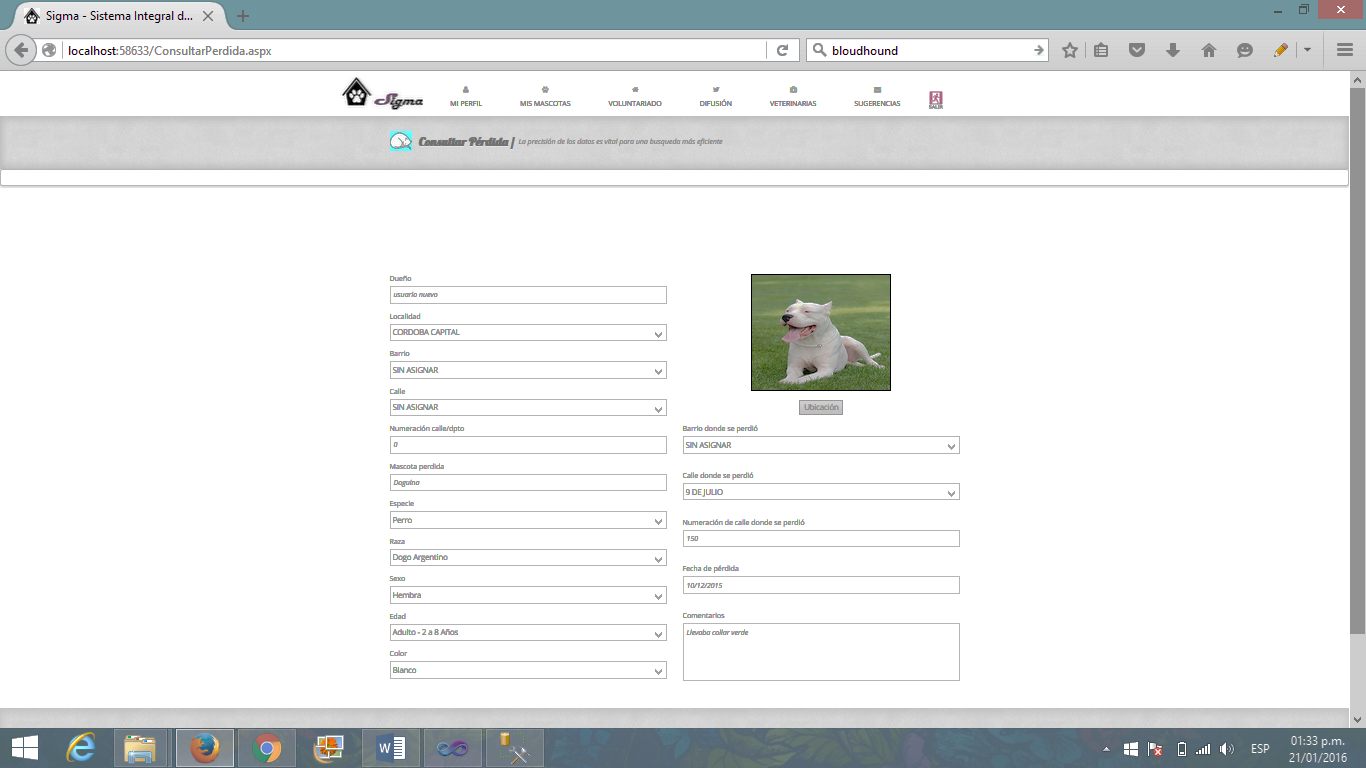 Sigma - Sistema Integral d...
localhost:58633/ConsultarPerdida.aspx
bloudhound
Sigma
MI PERFIL
MIS MASCOTAS
VOLUNTARIADO
DIFUSIÓN
VETERINARIAS
SUGERENCIAS
SALIR
Consultar Pérdida | La precisión de los datos es vital para una busqueda más eficiente
Dueño
usuario nuevo
Localidad
CORDOBA CAPITAL
Barrio
SIN ASIGNAR
Calle
SIN ASIGNAR
Numeración calle/dpto
0
Mascota perdida
Doguina
Especie
Perro
Raza
Dogo Argentino
Sexo
Hembra
Edad
Adulto - 2 a 8 Años
Color
Blanco
Ubicación
Barrio donde se perdió
SIN ASIGNAR
Calle donde se perdió
9 DE JULIO
Numeración de calle donde se perdió
150
Fecha de pérdida
10/12/2015
Comentarios
Llevaba collar verde
ESP
01:33 p.m.
21/01/2016